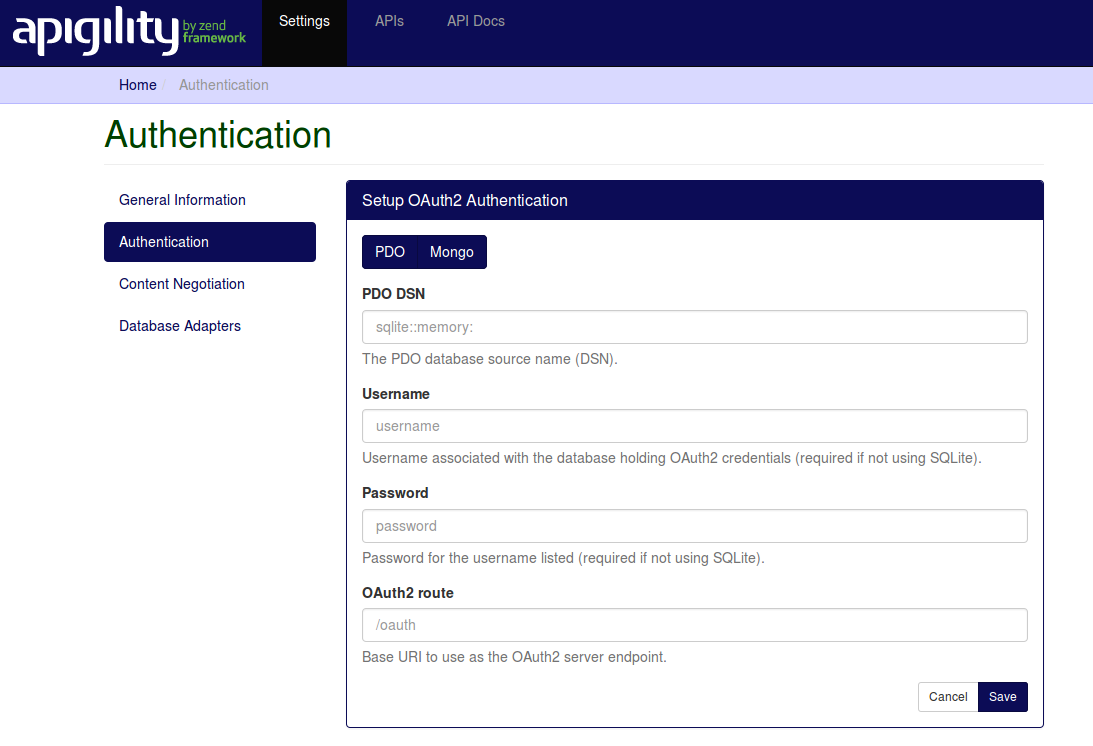 apigility by zend framework
Settings APIs API Docs
Home / Authentication
Authentication
General Information
Authentication
Content Negotiation
Database Adapters
Setup OAuth2 Authentication
PDO Mongo
PDO DSN
sqlite::memory:
The PDO database source name (DSN).
Username
username
Username associated with the database holding OAuth2 credentials (required if not using SQLite).
Password
password
Password for the username listed (required if not using SQLite).
OAuth2 route
/oauth
Base URI to use as the OAuth2 server endpoint.
Cancel Save